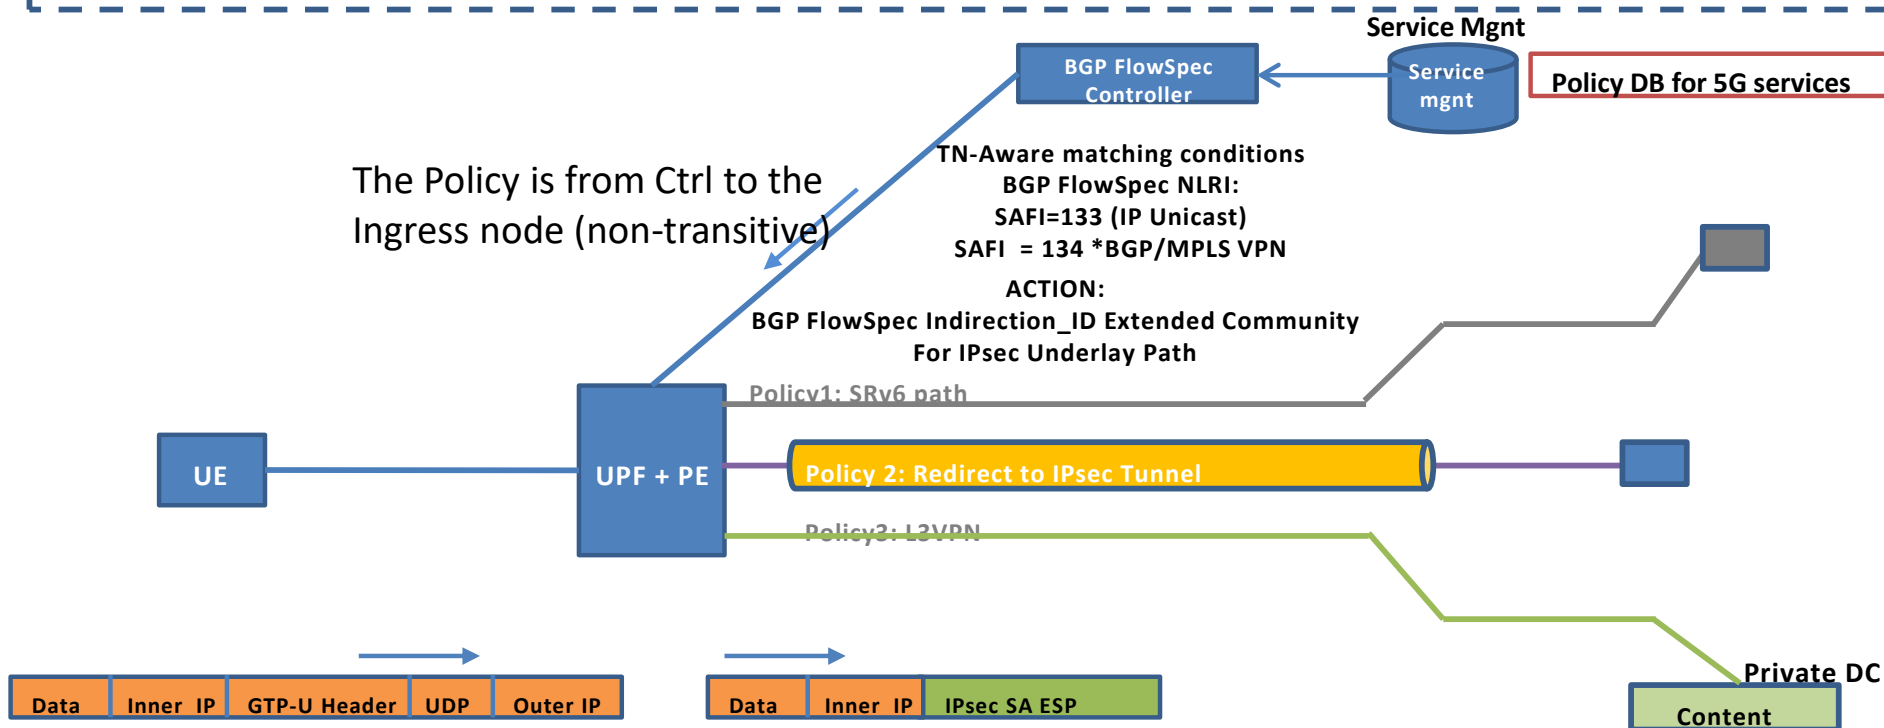 Service Mgnt
BGP FlowSpec
Controller
Service
mgnt
Policy DB for 5G services
The Policy is from Ctrl to the
Ingress node (non-transitive)
TN-Aware matching conditions
BGP FlowSpec NLRI:
SAFI=133 (IP Unicast)
SAFI = 134 *BGP/MPLS VPN
ACTION:
BGP FlowSpec Indirection_ID Extended Community
For IPsec Underlay Path
Policy1: SRv6 path
UE
UPF + PE
Policy 2: Redirect to IPsec Tunnel
Policy3: L3VPN
Private DC
Content
Data Inner IP GTP-U Header UDP Outer IP
Data Inner IP IPsec SA ESP